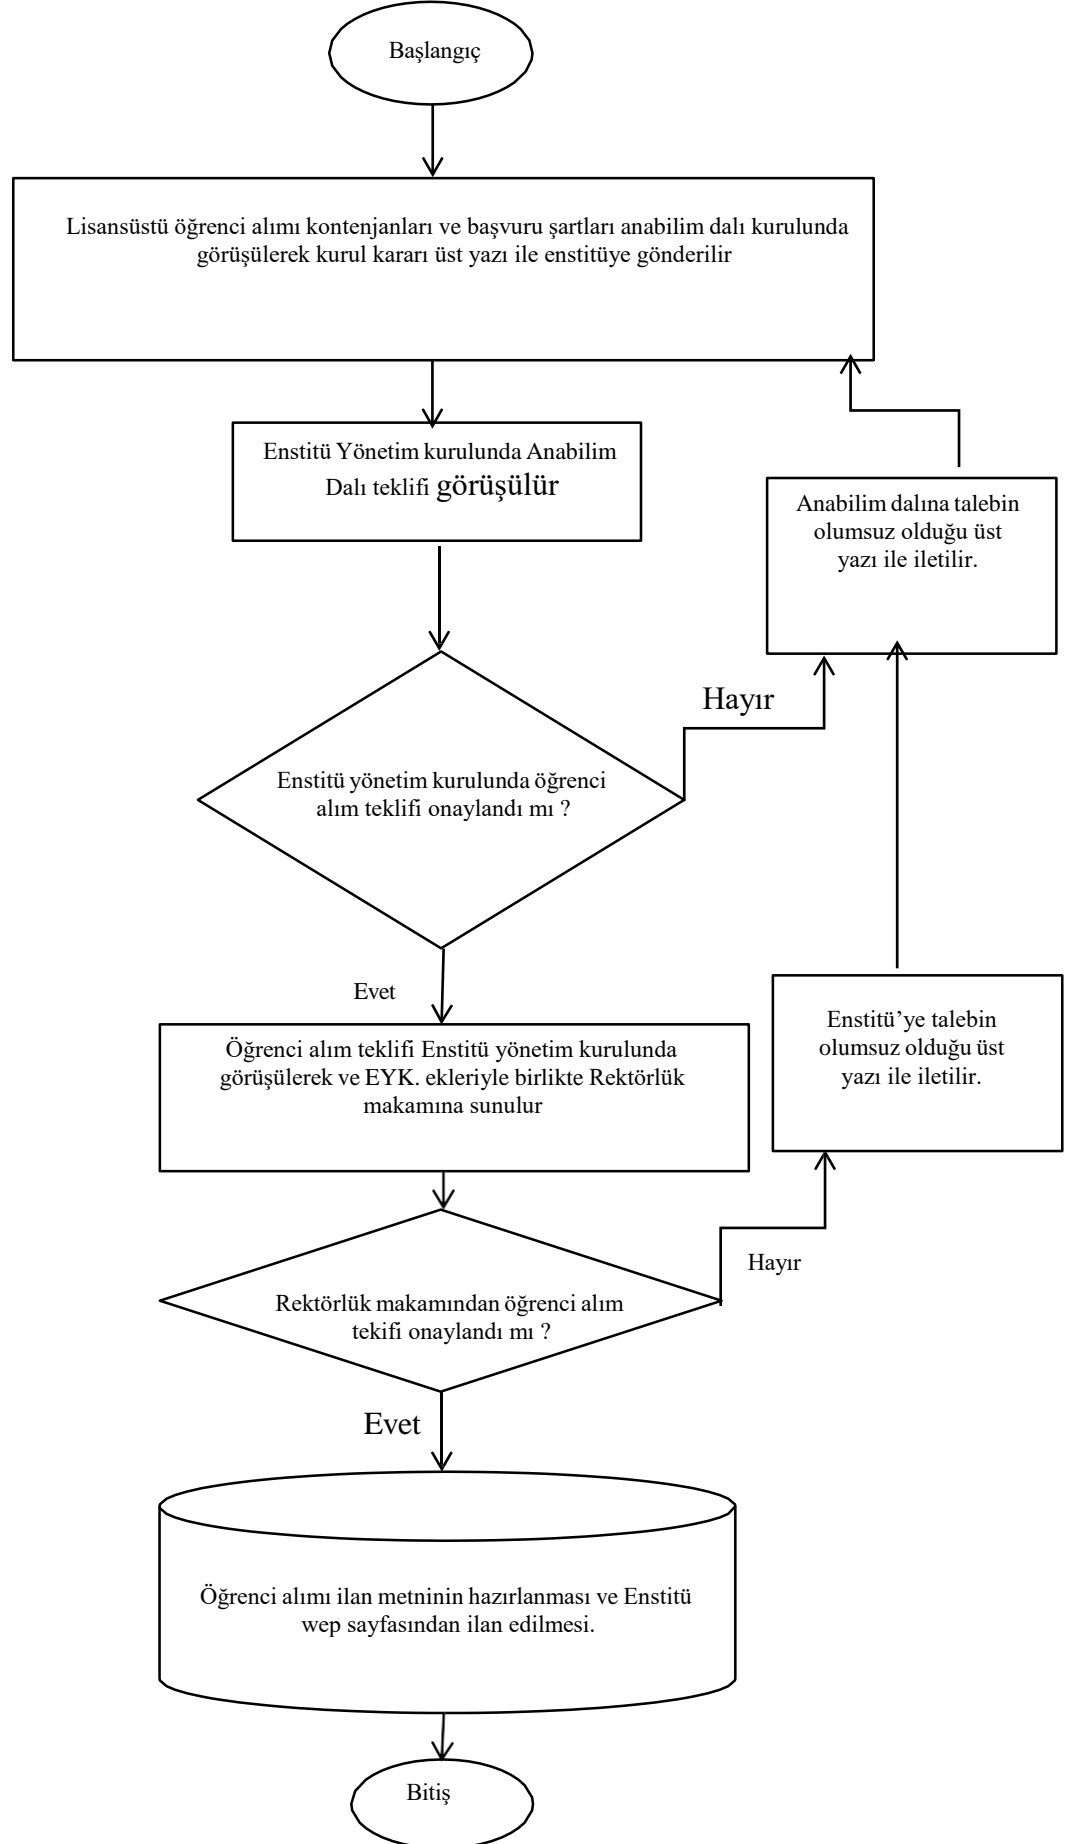 Başlangıç
Lisansüstü öğrenci alımı kontenjanları ve başvuru şartları anabilim dalı kurulunda
görüşülerek kurul kararı üst yazı ile enstitüye gönderilir
Enstitü Yönetim kurulunda Anabilim
Dalı teklifi görüşülür
Anabilim dalına talebin
olumsuz olduğu üst
yazı ile iletilir.
Hayır
Enstitü yönetim kurulunda öğrenci
alım teklifi onaylandı mı ?
Evet
Enstitü’ye talebin
olumsuz olduğu üst
yazı ile iletilir.
Öğrenci alım teklifi Enstitü yönetim kurulunda
görüşülerek ve EYK. ekleriyle birlikte Rektörlük
makamına sunulur
Hayır
Rektörlük makamından öğrenci alım
tekifi onaylandı mı ?
Evet
Öğrenci alımı ilan metninin hazırlanması ve Enstitü
wep sayfasından ilan edilmesi.
Bitiş